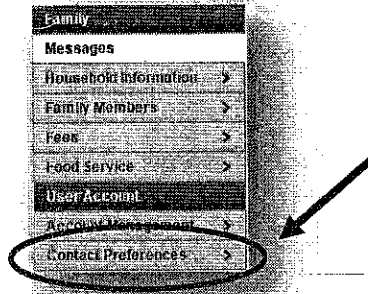 Family
Messages
Household Information
Family Members
Fees
Food Service
User Account
Account Management
Contact Preferences